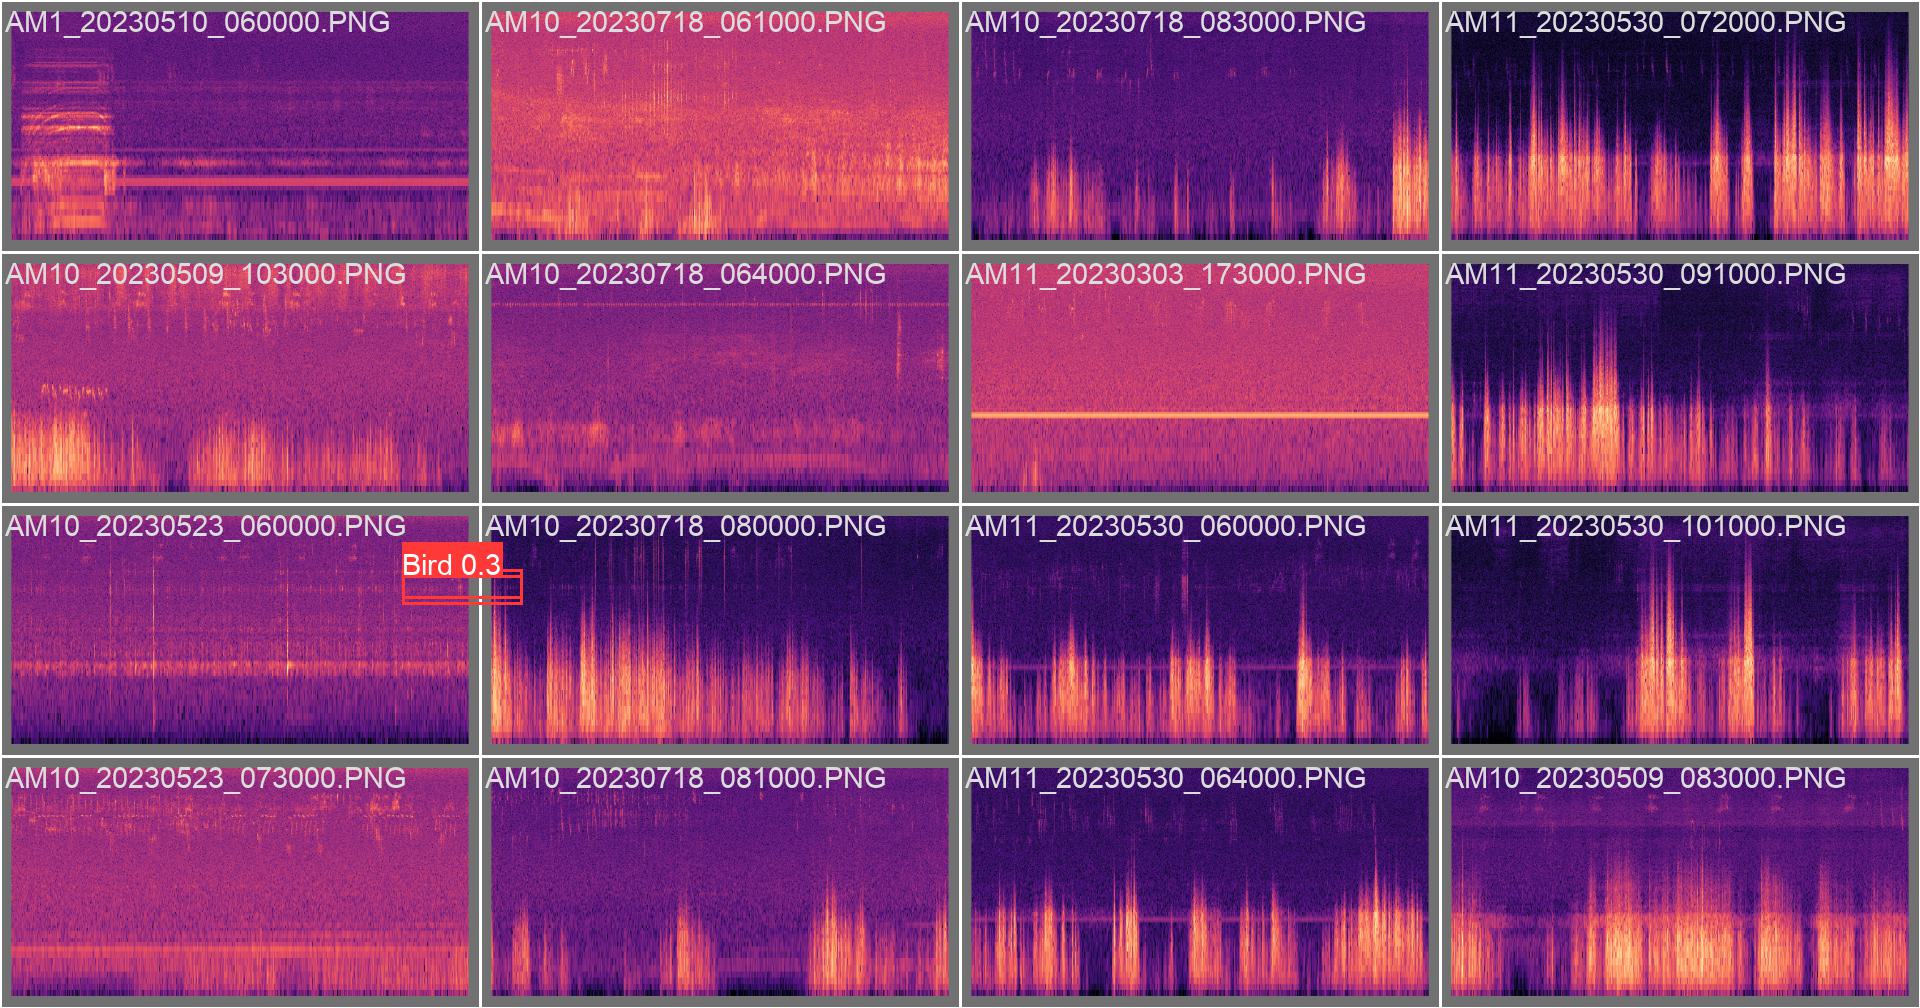 AM1_20230510_060000.PNG
AM10_20230718_061000.PNG
AM10_20230718_083000.PNG
AM11_20230530_072000.PNG
AM10_20230509_103000.PNG
AM10_20230718_064000.PNG
AM11_20230303_173000.PNG
AM11_20230530_091000.PNG
AM10_20230523_060000.PNG
AM10_20230718_080000.PNG
AM11_20230530_060000.PNG
AM11_20230530_101000.PNG
Bird 0.3
AM10_20230523_073000.PNG
AM10_20230718_081000.PNG
AM11_20230530_064000.PNG
AM10_20230509_083000.PNG